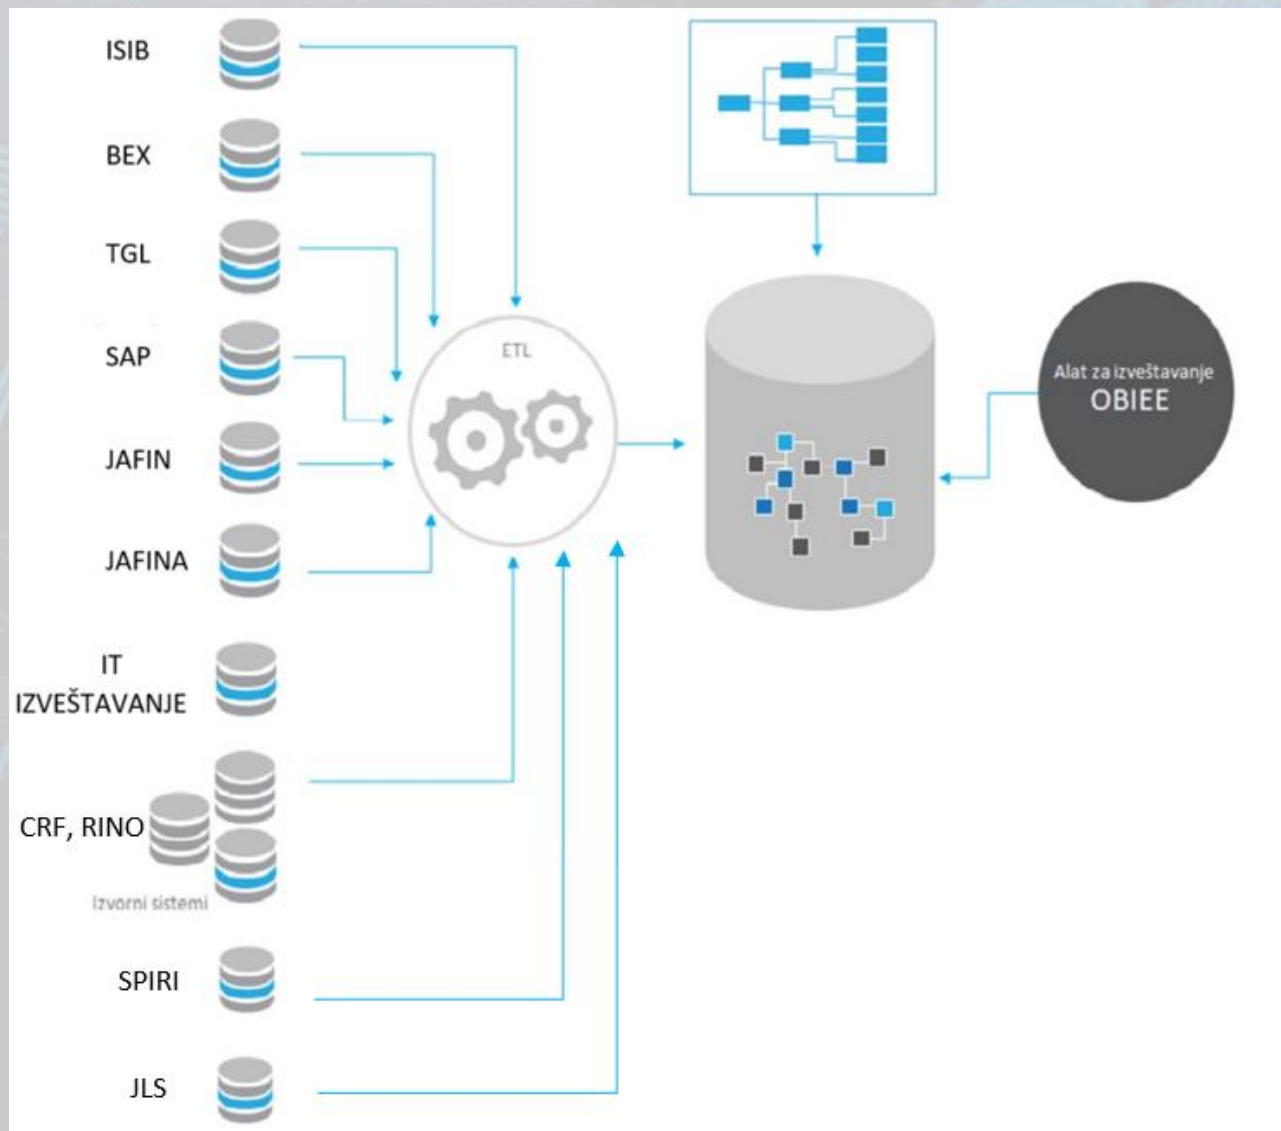 ISIB
BEX
TGL
SAP
JAFIN
JAFINA
IT
IZVEŠTAVANJE
CRF, RINO
Izvorni sistemi
SPIRI
JLS
ETL
Alat za izveštavanje
OBIEE